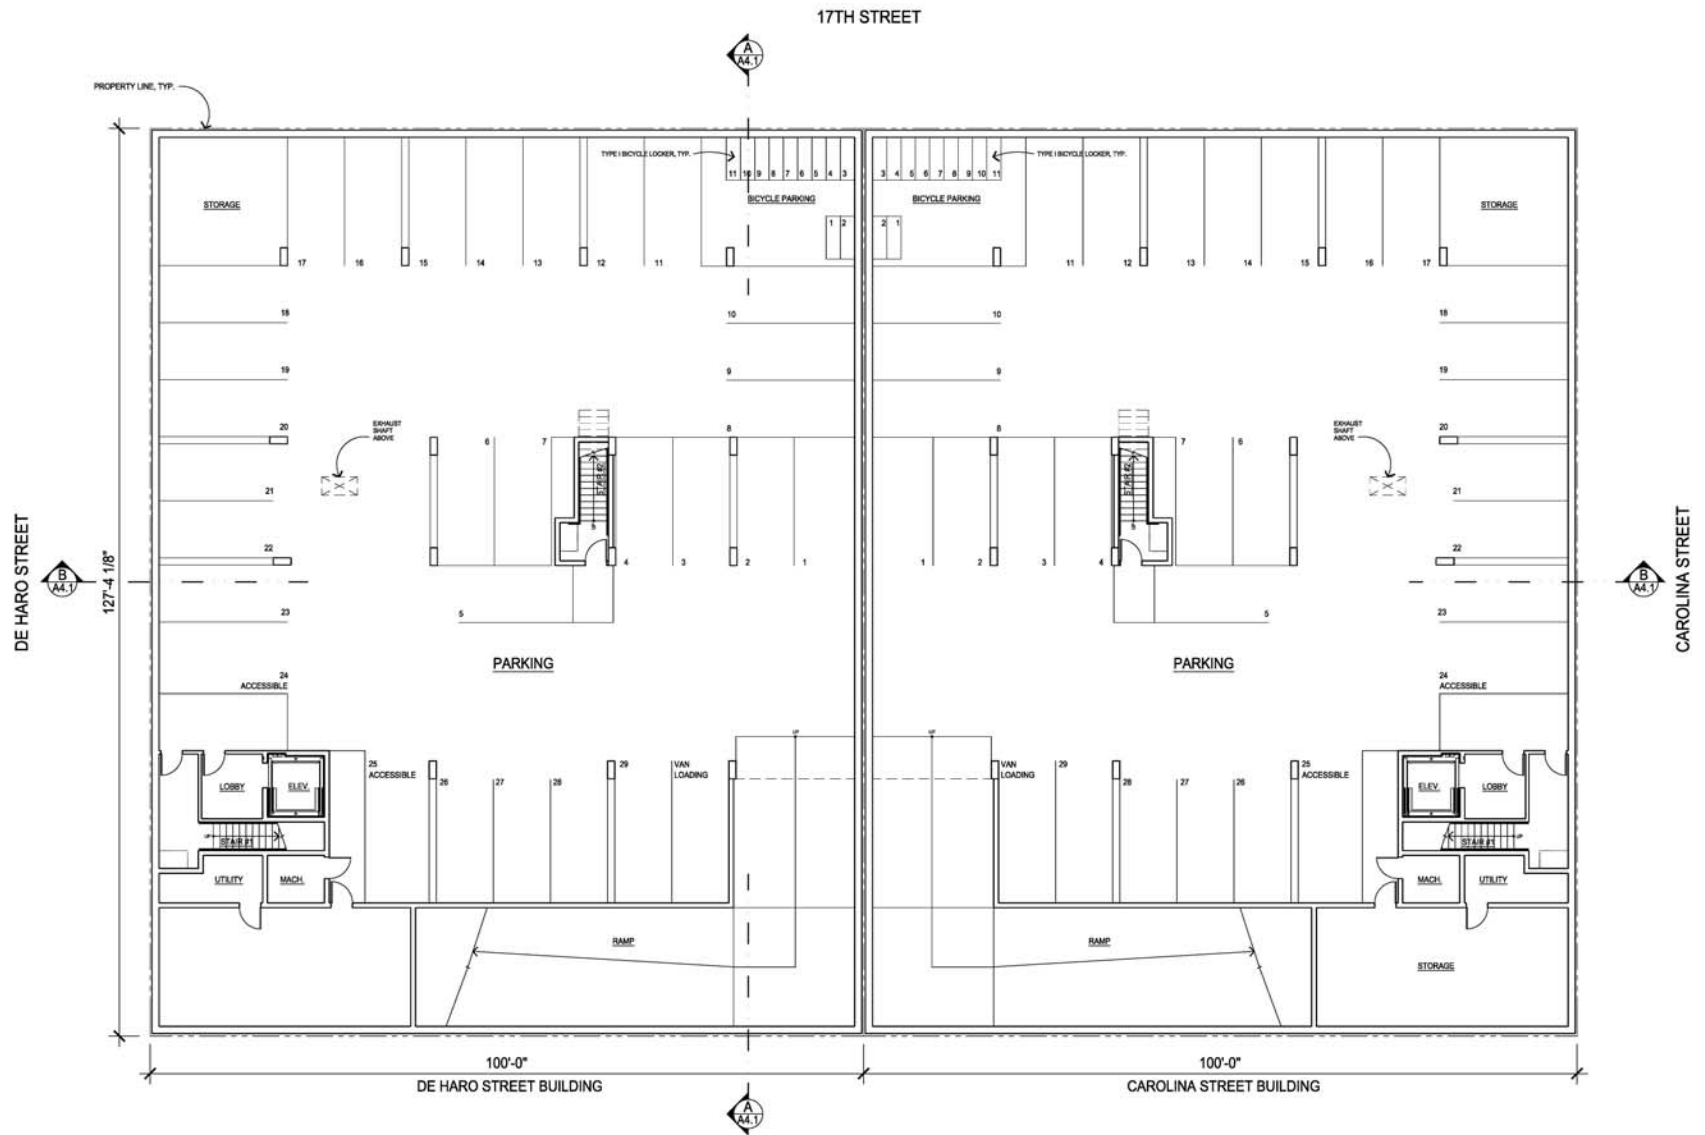 17TH STREET
A
A4.1
PROPERTY LINE, TYP.
TYPE I BICYCLE LOCKER, TYP.
TYPE I BICYCLE LOCKER, TYP.
11 10 9 8 7 6 5 4 3
3 4 5 6 7 8 9 10 11
STORAGE
BICYCLE PARKING
BICYCLE PARKING
STORAGE
1 2
2 1
17 16 15 14 13 12 11
11 12 13 14 15 16 17
18
10
10
18
19
9
9
19
20
EXHAUST
SHAFT
ABOVE
8
8
EXHAUST
SHAFT
ABOVE
20
6 7
7 6
STAIR #2
STAIR #2
21
21
DE HARO STREET
CAROLINA STREET
22
22
B
A4.1
127'-4 1/8"
4 3 2 1
1 2 3 4
B
A4.1
23
5
5
23
PARKING
PARKING
24
ACCESSIBLE
24
ACCESSIBLE
UP
UP
25
ACCESSIBLE
26 27 28 29
VAN
LOADING
VAN
LOADING
29 28 27 26
25
ACCESSIBLE
LOBBY
ELEV.
ELEV.
LOBBY
UP
STAIR #1
STAIR #1
UP
UTILITY
MACH.
MACH.
UTILITY
RAMP
RAMP
STORAGE
100'-0"
100'-0"
DE HARO STREET BUILDING
CAROLINA STREET BUILDING
A
A4.1